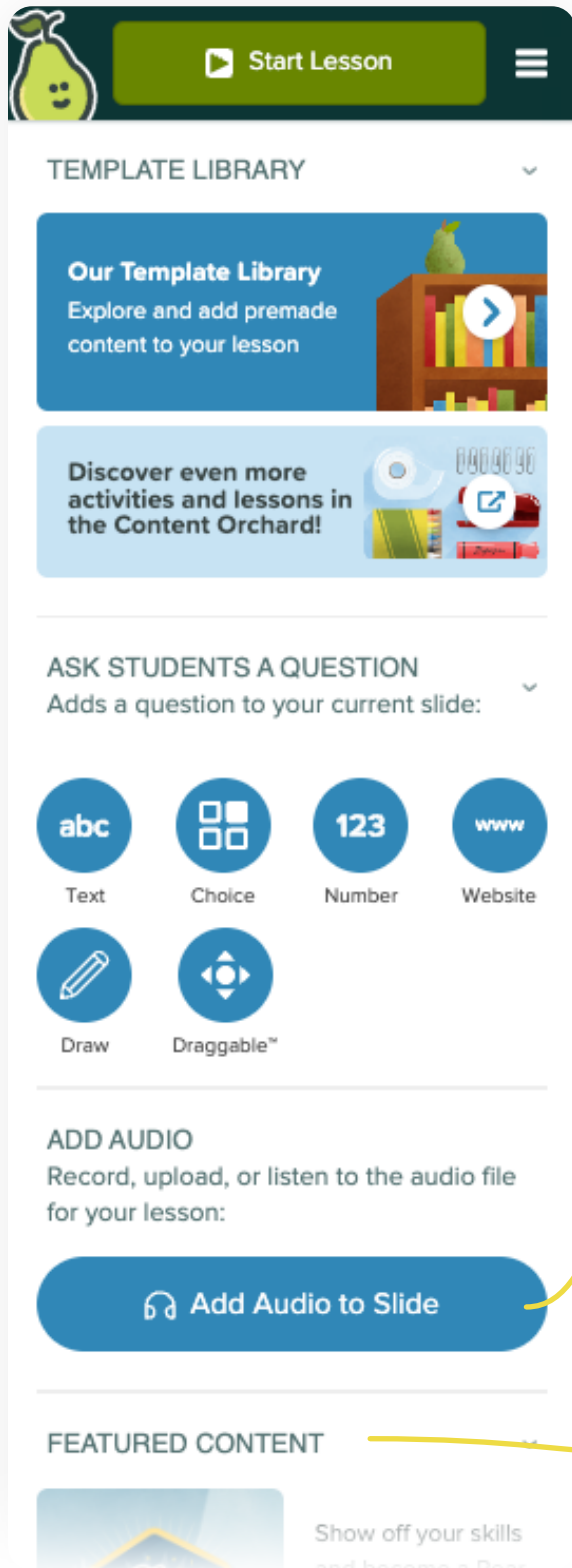 Start Lesson
TEMPLATE LIBRARY
Our Template Library
Explore and add premade
content to your lesson
Discover even more
activities and lessons in
the Content Orchard!
ASK STUDENTS A QUESTION
Adds a question to your current slide:
abc
123
www
Text
Choice
Number
Website
Draw
Draggable™
ADD AUDIO
Record, upload, or listen to the audio file
for your lesson:
Add Audio to Slide
FEATURED CONTENT
Show off your skills
and become a Pear